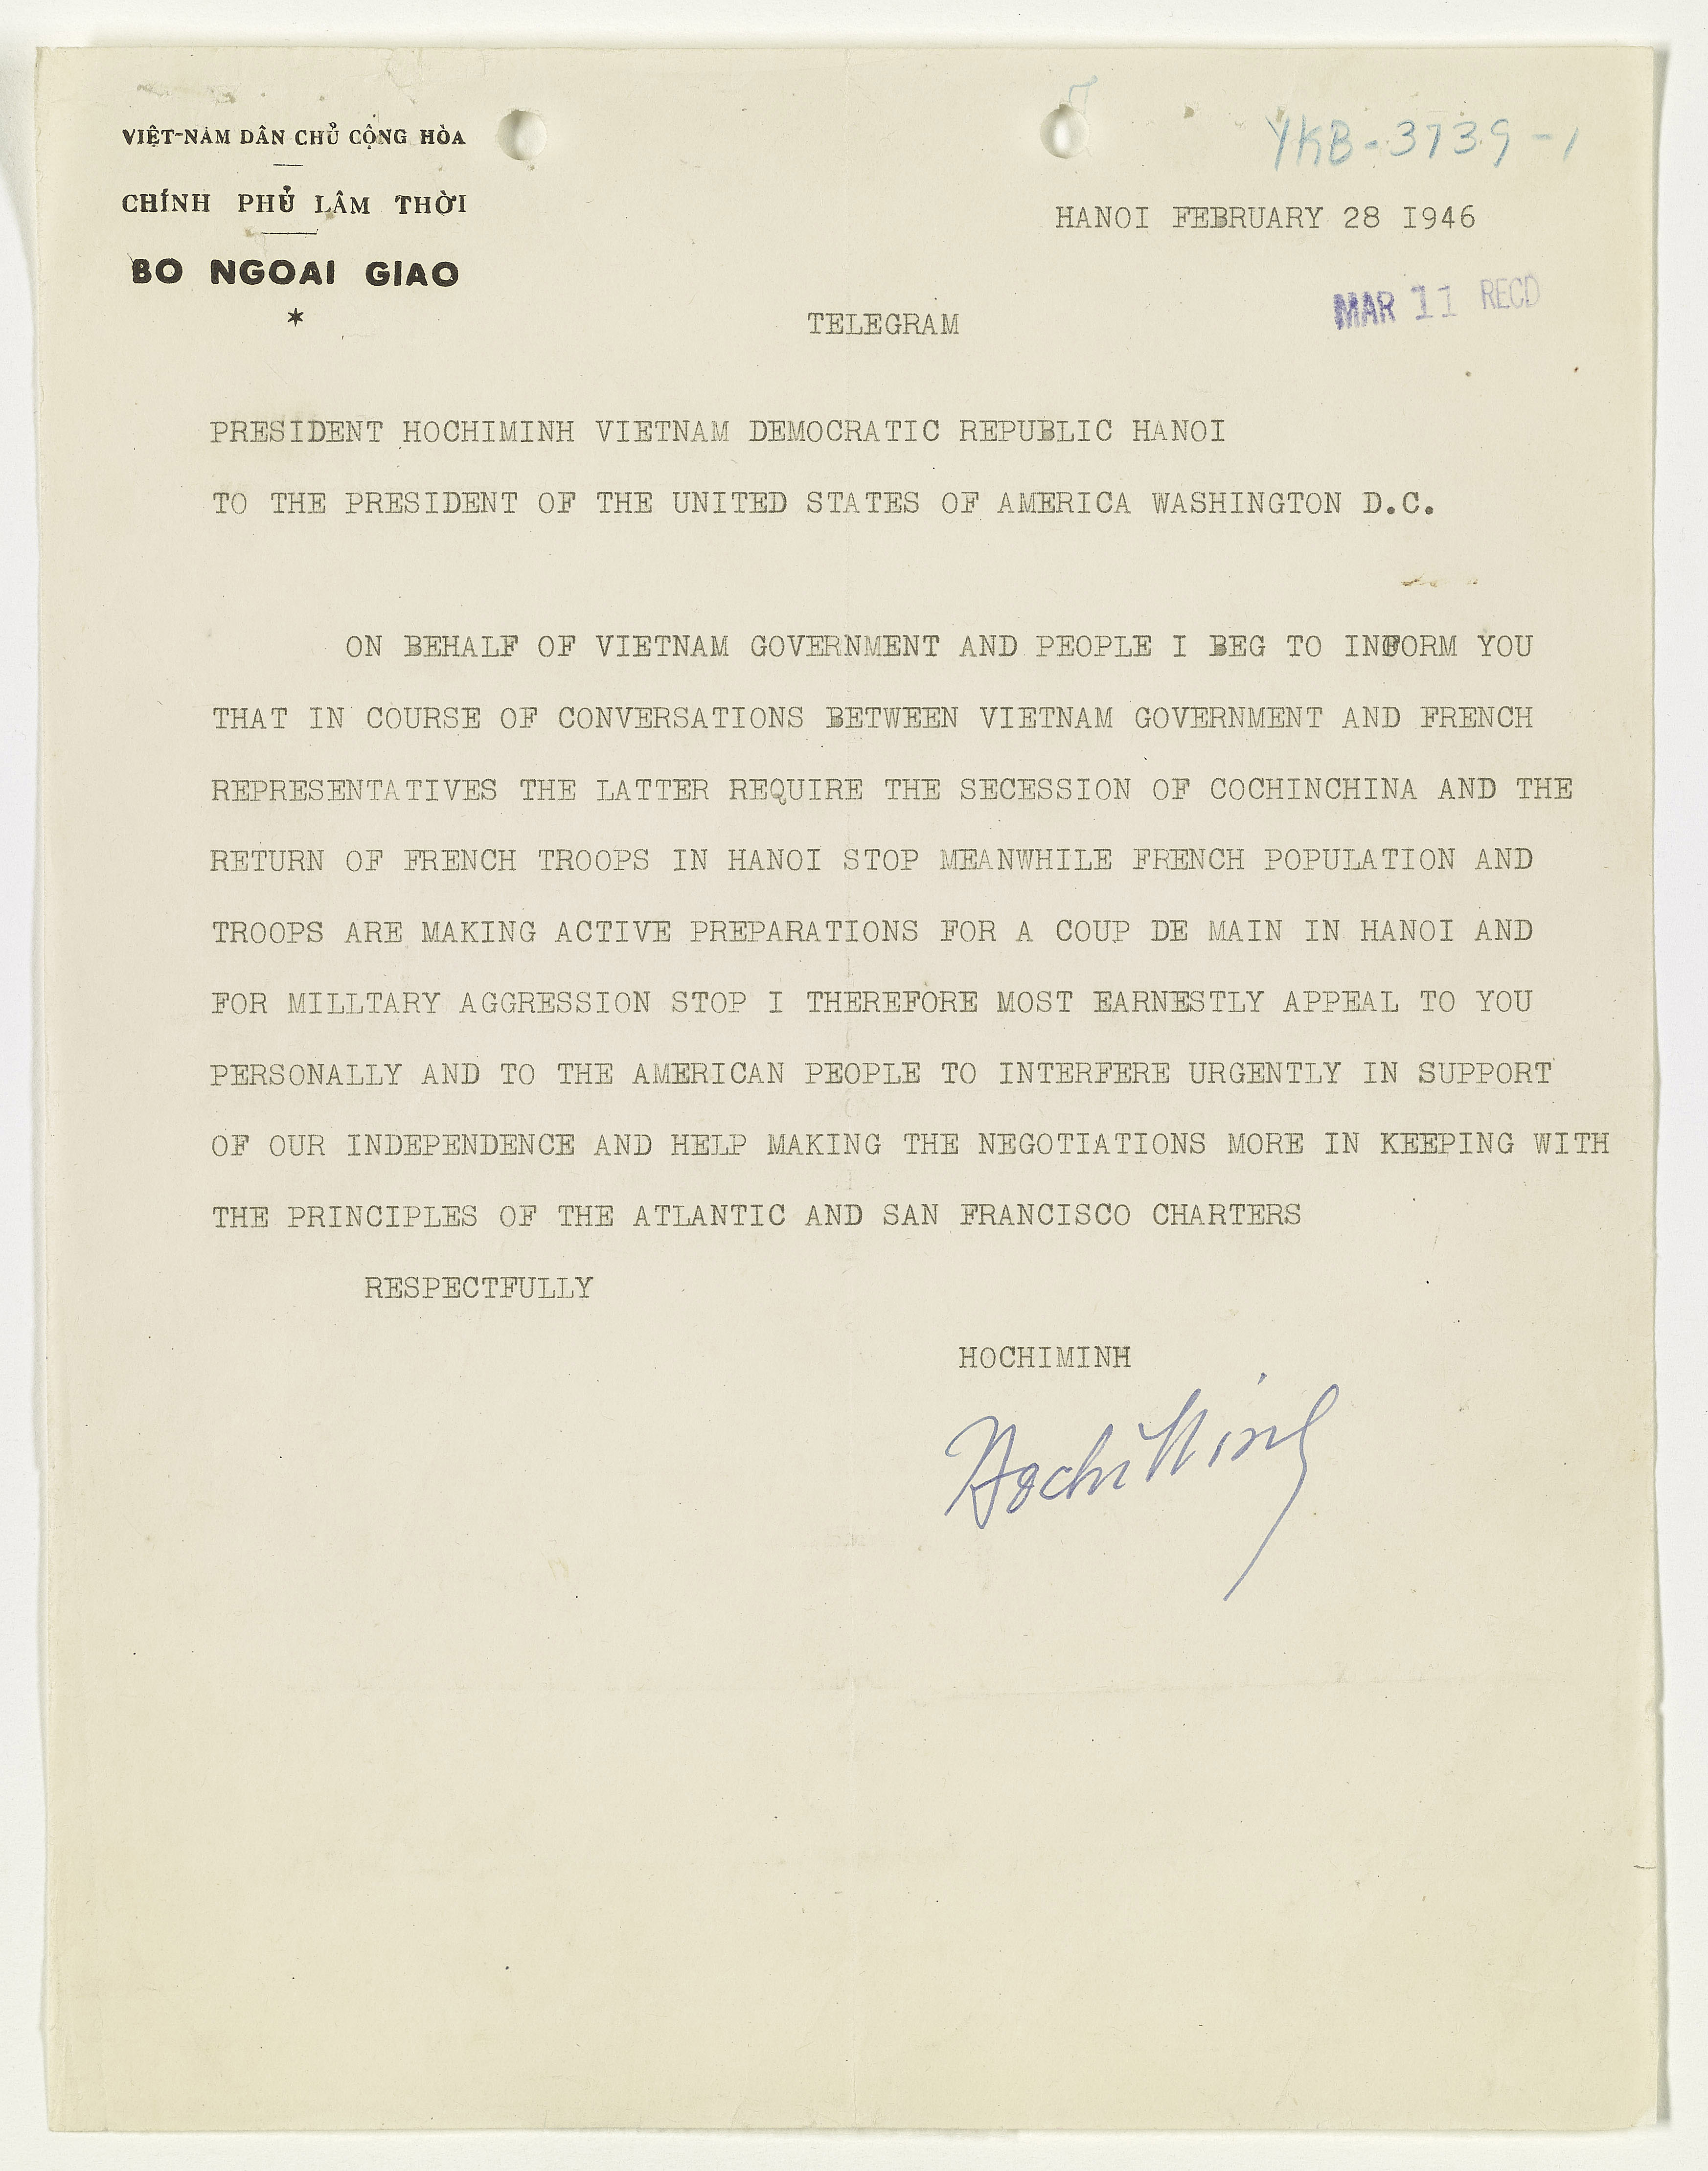 VIỆT-NAM DÂN CHỦ CỘNG HÒA
CHÍNH PHỦ LÂM THỜI
BO NGOAI GIAO
*
YKB-3739-1
HANOI FEBRUARY 28 I946
MAR 11 RECD
TELEGRAM
PRESIDENT HOCHIMINH VIETNAM DEMOCRATIC REPUBLIC HANOI
TO THE PRESIDENT OF THE UNITED STATES OF AMERICA WASHINGTON D.C.
ON BEHALF OF VIETNAM GOVERNMENT AND PEOPLE I BEG TO INFORM YOU
THAT IN COURSE OF CONVERSATIONS BETWEEN VIETNAM GOVERNMENT AND FRENCH
REPRESENTATIVES THE LATTER REQUIRE THE SECESSION OF COCHINCHINA AND THE
RETURN OF FRENCH TROOPS IN HANOI STOP MEANWHILE FRENCH POPULATION AND
TROOPS ARE MAKING ACTIVE PREPARATIONS FOR A COUP DE MAIN IN HANOI AND
FOR MILLTARY AGGRESSION STOP I THEREFORE MOST EARNESTLY APPEAL TO YOU
PERSONALLY AND TO THE AMERICAN PEOPLE TO INTERFERE URGENTLY IN SUPPORT
OF OUR INDEPENDENCE AND HELP MAKING THE NEGOTIATIONS MORE IN KEEPING WITH
THE PRINCIPLES OF THE ATLANTIC AND SAN FRANCISCO CHARTERS
RESPECTFULLY
HOCHIMINH
HochiMinh